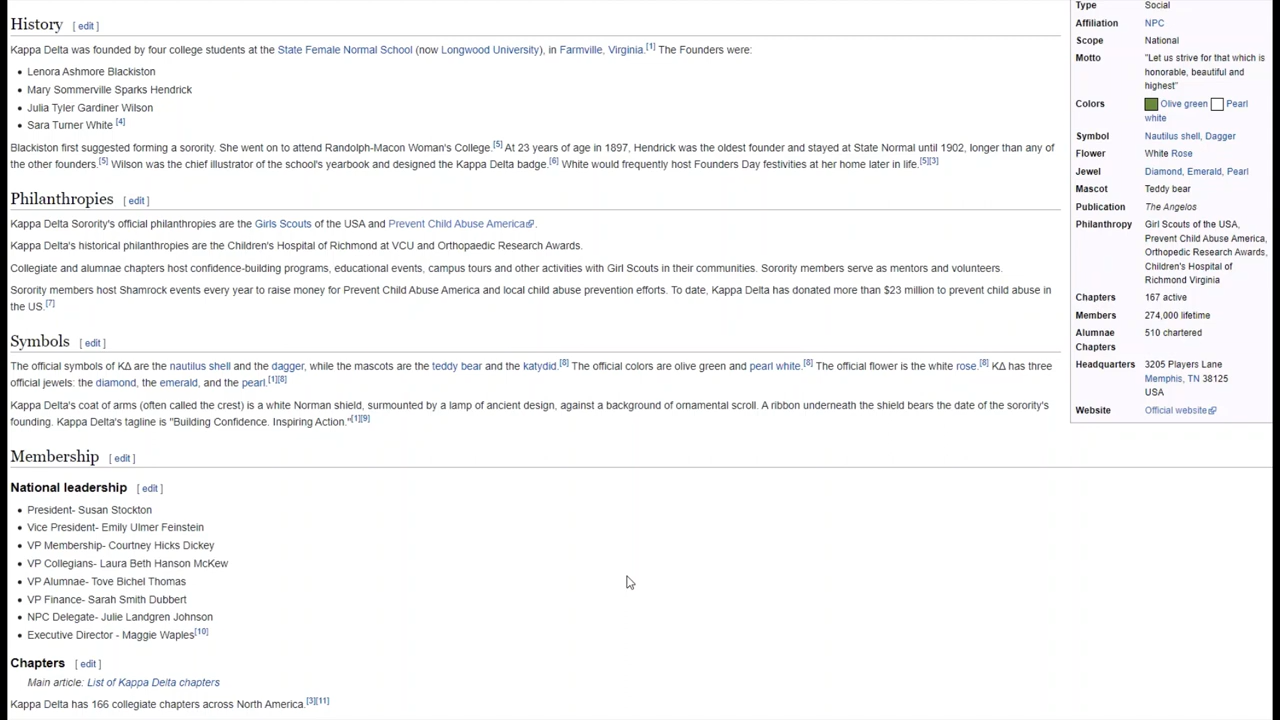 History [ edit ]
Kappa Delta was founded by four college students at the State Female Normal School (now Longwood University), in Farmville, Virginia.[1] The Founders were:
• Lenora Ashmore Blackiston
• Mary Sommerville Sparks Hendrick
• Julia Tyler Gardiner Wilson
• Sara Turner White [4]
Blackiston first suggested forming a sorority. She went on to attend Randolph-Macon Woman's College.[5] At 23 years of age in 1897, Hendrick was the oldest founder and stayed at State Normal until 1902, longer than any of
the other founders.[5] Wilson was the chief illustrator of the school's yearbook and designed the Kappa Delta badge.[6] White would frequently host Founders Day festivities at her home later in life.[5][3]
Philanthropies [ edit ]
Kappa Delta Sorority's official philanthropies are the Girls Scouts of the USA and Prevent Child Abuse America.
Kappa Delta's historical philanthropies are the Children's Hospital of Richmond at VCU and Orthopaedic Research Awards.
Collegiate and alumnae chapters host confidence-building programs, educational events, campus tours and other activities with Girl Scouts in their communities. Sorority members serve as mentors and volunteers.
Sorority members host Shamrock events every year to raise money for Prevent Child Abuse America and local child abuse prevention efforts. To date, Kappa Delta has donated more than $23 million to prevent child abuse in
the US.[7]
Symbols [ edit ]
The official symbols of KΔ are the nautilus shell and the dagger, while the mascots are the teddy bear and the katydid.[8] The official colors are olive green and pearl white.[8] The official flower is the white rose.[8] KΔ has three
official jewels: the diamond, the emerald, and the pearl.[1][8]
Kappa Delta's coat of arms (often called the crest) is a white Norman shield, surmounted by a lamp of ancient design, against a background of ornamental scroll. A ribbon underneath the shield bears the date of the sorority's
founding. Kappa Delta's tagline is "Building Confidence. Inspiring Action."[1][9]
Membership [ edit ]
National leadership [ edit ]
• President- Susan Stockton
• Vice President- Emily Ulmer Feinstein
• VP Membership- Courtney Hicks Dickey
• VP Collegians- Laura Beth Hanson McKew
• VP Alumnae- Tove Bichel Thomas
• VP Finance- Sarah Smith Dubbert
• NPC Delegate- Julie Landgren Johnson
• Executive Director - Maggie Waples[10]
Chapters [ edit ]
Main article: List of Kappa Delta chapters
Kappa Delta has 166 collegiate chapters across North America.[3][11]
Type Social
Affiliation NPC
Scope National
Motto "Let us strive for that which is
honorable, beautiful and
highest"
Colors Olive green Pearl
white
Symbol Nautilus shell, Dagger
Flower White Rose
Jewel Diamond, Emerald, Pearl
Mascot Teddy bear
Publication The Angelos
Philanthropy Girl Scouts of the USA,
Prevent Child Abuse America,
Orthopedic Research Awards,
Children's Hospital of
Richmond Virginia
Chapters 167 active
Members 274,000 lifetime
Alumnae 510 chartered
Chapters
Headquarters 3205 Players Lane
Memphis, TN 38125
USA
Website Official website